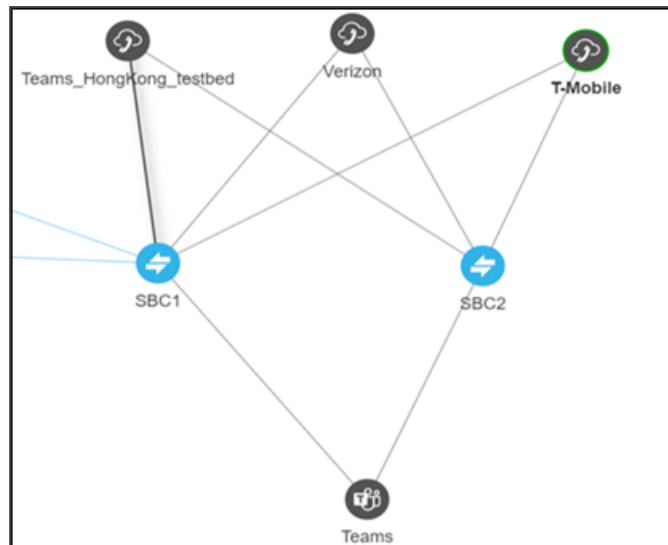 Teams_HongKong_testbed
Verizon
T-Mobile
SBC1
SBC2
T
Teams